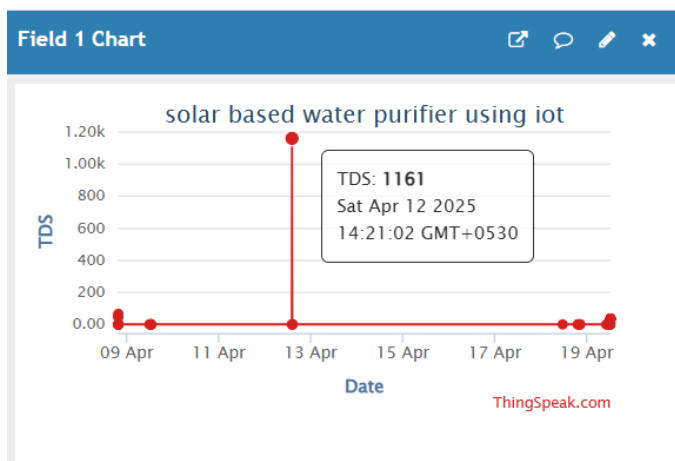 Field 1 Chart
solar based water purifier using iot
1.20k
1.00k
800
600
400
200
0.00
TDS
TDS: 1161
Sat Apr 12 2025
14:21:02 GMT+0530
09 Apr
11 Apr
13 Apr
15 Apr
17 Apr
19 Apr
Date
ThingSpeak.com